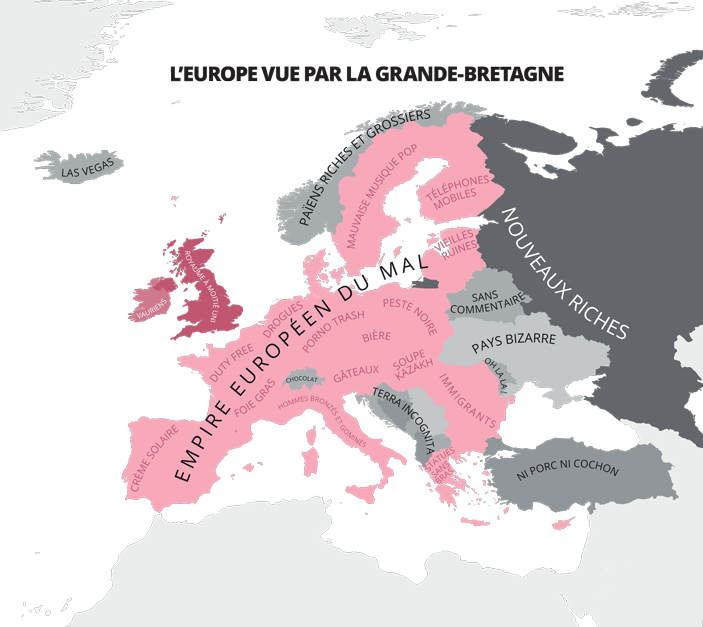 L'EUROPE VUE PAR LA GRANDE-BRETAGNE
LAS VEGAS
PAÏENS RICHES ET GROSSIERS
MAUVAISE MUSIQUE POP
TÉLÉPHONES
MOBILES
VIEILLES
RUINES
NOUVEAUX RICHES
ROYAUME À MOITIÉ UNI
VAURIENS
EMPIRE EUROPÉEN DU MAL
DROGUES
PORNO TRASH
PESTE NOIRE
BIÈRE
DUTY FREE
FOIE GRAS
CHOCOLAT
GÂTEAUX
SOUPE
KAZAKH
SANS
COMMENTAIRE
PAYS BIZARRE
OH LA LA !
IMMIGRANTS
HOMMES BRONZÉS ET GOMINÉS
TERRA INCOGNITA
CRÈME SOLAIRE
STATUES
SANS
BRAS
NI PORC NI COCHON